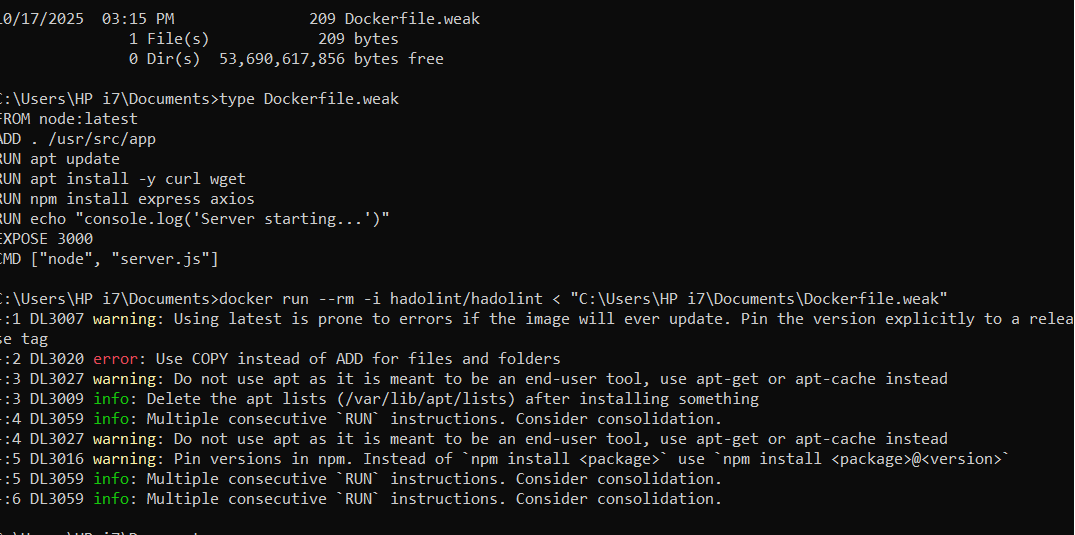 10/17/2025  03:15 PM               209 Dockerfile.weak
               1 File(s)            209 bytes
               0 Dir(s)  53,690,617,856 bytes free
C:\Users\HP i7\Documents>type Dockerfile.weak
FROM node:latest
ADD . /usr/src/app
RUN apt update
RUN apt install -y curl wget
RUN npm install express axios
RUN echo "console.log('Server starting...')"
EXPOSE 3000
CMD ["node", "server.js"]
C:\Users\HP i7\Documents>docker run --rm -i hadolint/hadolint < "C:\Users\HP i7\Documents\Dockerfile.weak"
-:1 DL3007 warning: Using latest is prone to errors if the image will ever update. Pin the version explicitly to a relea
se tag
-:2 DL3020 error: Use COPY instead of ADD for files and folders
-:3 DL3027 warning: Do not use apt as it is meant to be an end-user tool, use apt-get or apt-cache instead
-:3 DL3009 info: Delete the apt lists (/var/lib/apt/lists) after installing something
-:4 DL3059 info: Multiple consecutive `RUN` instructions. Consider consolidation.
-:4 DL3027 warning: Do not use apt as it is meant to be an end-user tool, use apt-get or apt-cache instead
-:5 DL3016 warning: Pin versions in npm. Instead of `npm install <package>` use `npm install <package>@<version>`
-:5 DL3059 info: Multiple consecutive `RUN` instructions. Consider consolidation.
-:6 DL3059 info: Multiple consecutive `RUN` instructions. Consider consolidation.